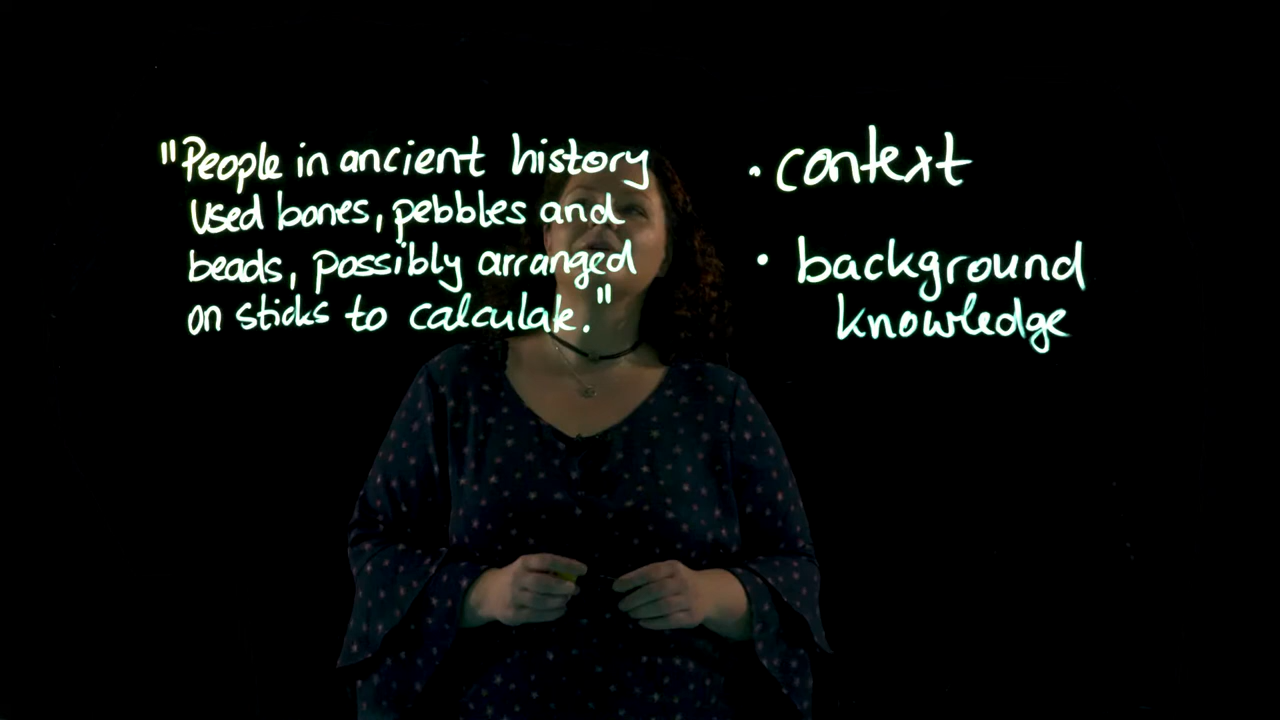 "People in ancient history
used bones, pebbles and
beads, possibly arranged
on sticks to calculate."
• context
• background
knowledge